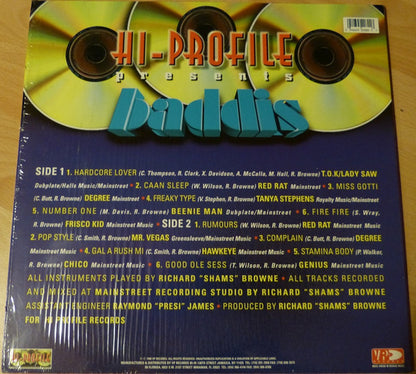 HI-PROFILE
presents
baddis
SIDE 1 1. HARDCORE LOVER (C. Thompson, R. Clark, X. Davidson, A. McCalla, M. Hall, R. Browne) T.O.K/LADY SAW
Dubplate/Halls Music/Mainstreet • 2. CAAN SLEEP (W. Wilson, R. Browne) RED RAT Mainstreet Music • 3. MISS GOTTI
(C. Butt, R. Browne) DEGREE Mainstreet Music • 4. FREAKY TYPE (V. Stephen, R. Browne) TANYA STEPHENS Royalty Music/Mainstreet
5. NUMBER ONE (M. Davis, R. Browne) BEENIE MAN Dubplate/Mainstreet • 6. FIRE FIRE (S. Wray,
R. Browne) FRISCO KID Mainstreet Music • SIDE 2 • 1. RUMOURS (W. Wilson, R. Browne) RED RAT Mainstreet Music
2. POP STYLE (C. Smith, R. Browne) MR. VEGAS Greensleeve/Mainstreet Music • 3. COMPLAIN (C. Butt, R. Browne) DEGREE
Mainstreet Music • 4. GAL A RUSH MI (C. Smith, R. Browne) HAWKEYE Mainstreet Music • 5. STAMINA BODY (P. Walker,
R. Browne) CHICO Mainstreet Music • 6. GOOD OLE SESS (T. Wilson, R. Browne) GENIUS Mainstreet Music •
ALL INSTRUMENTS PLAYED BY RICHARD "SHAMS" BROWNE • ALL TRACKS RECORDED
AND MIXED AT MAINSTREET RECORDING STUDIO BY RICHARD "SHAMS" BROWNE •
ASSISTANT ENGINEER RAYMOND "PRESI" JAMES • PRODUCED BY RICHARD "SHAMS" BROWNE
FOR HI PROFILE RECORDS
HI-PROFILE
VP